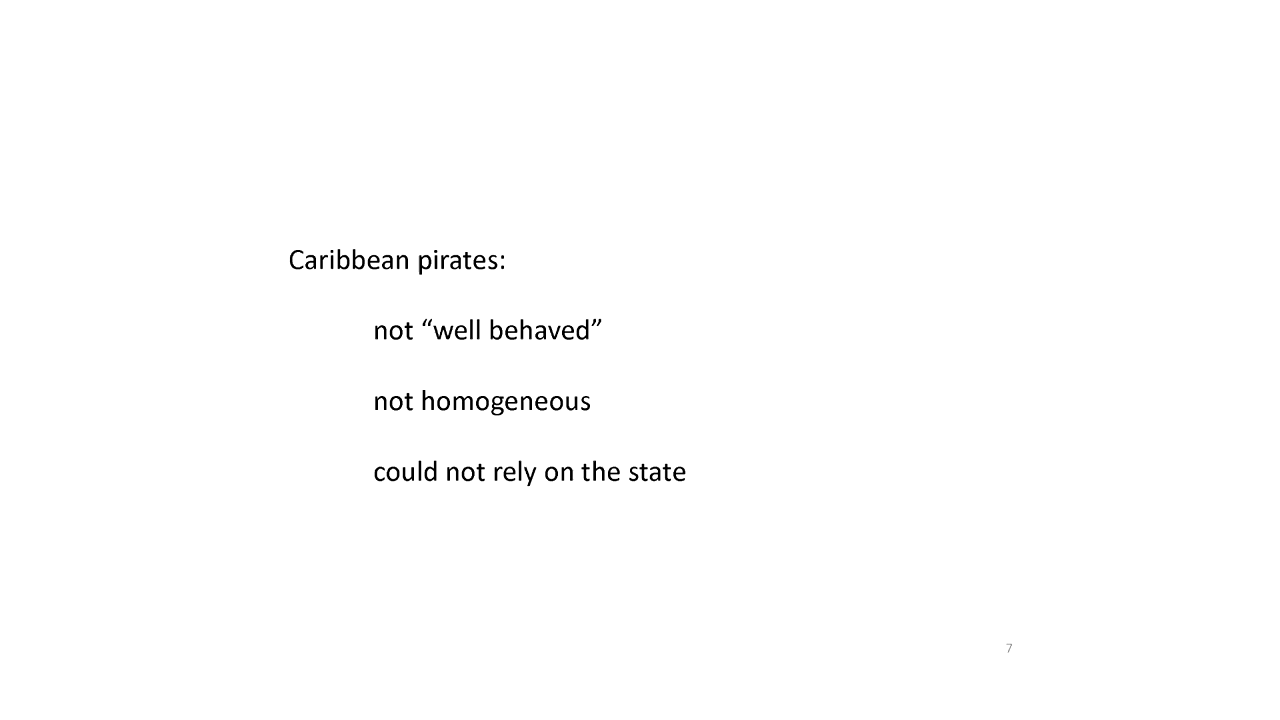 Caribbean pirates:
not “well behaved”
not homogeneous
could not rely on the state
7